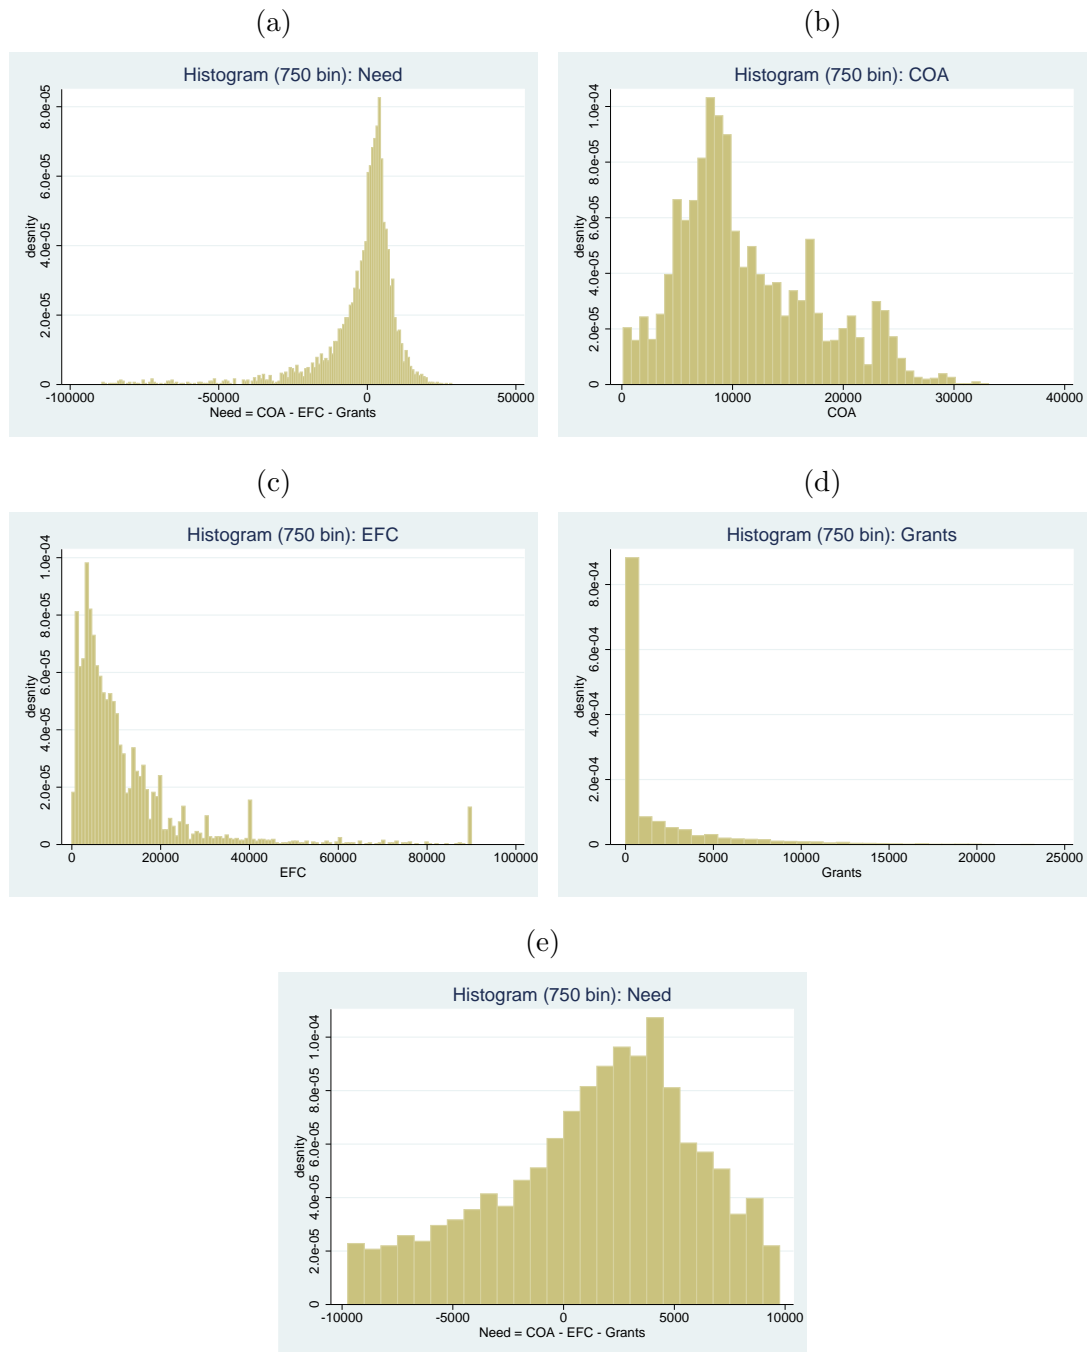 (a)
Histogram (750 bin): Need
desnity
8.0e-05
6.0e-05
4.0e-05
2.0e-05
0
-100000 -50000 0 50000
Need = COA - EFC - Grants
(b)
Histogram (750 bin): COA
desnity
1.0e-04
8.0e-05
6.0e-05
4.0e-05
2.0e-05
0
0 10000 20000 30000 40000
COA
(c)
Histogram (750 bin): EFC
desnity
1.0e-04
8.0e-05
6.0e-05
4.0e-05
2.0e-05
0
0 20000 40000 60000 80000 100000
EFC
(d)
Histogram (750 bin): Grants
desnity
8.0e-04
6.0e-04
4.0e-04
2.0e-04
0
0 5000 10000 15000 20000 25000
Grants
(e)
Histogram (750 bin): Need
desnity
1.0e-04
8.0e-05
6.0e-05
4.0e-05
2.0e-05
0
-10000 -5000 0 5000 10000
Need = COA - EFC - Grants